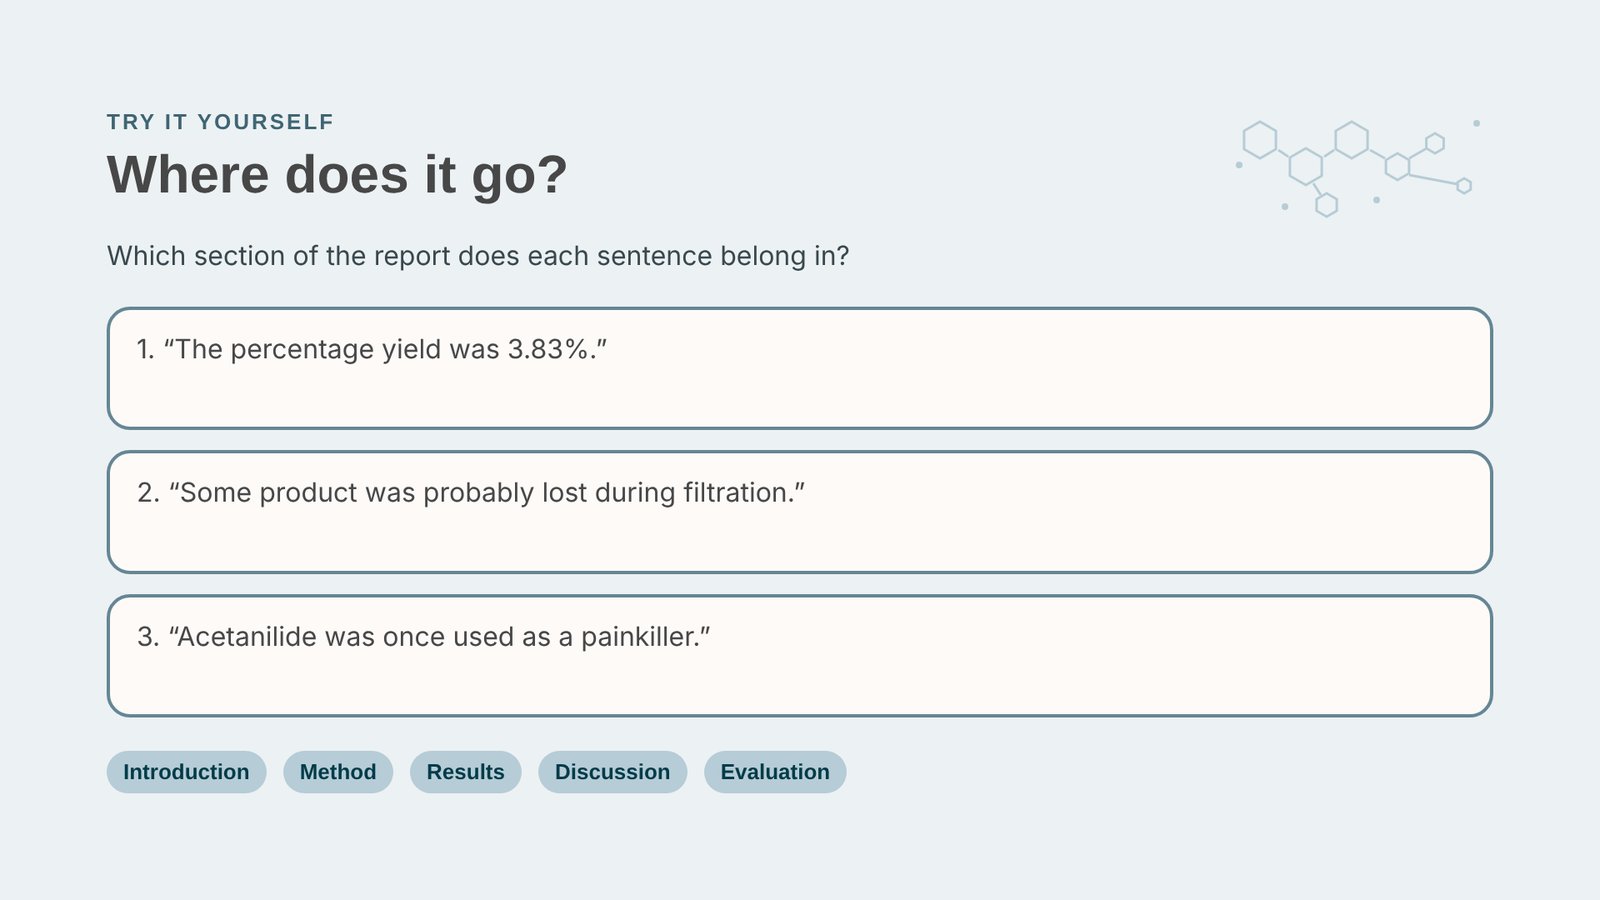 TRY IT YOURSELF
Where does it go?
Which section of the report does each sentence belong in?
1. “The percentage yield was 3.83%.”
2. “Some product was probably lost during filtration.”
3. “Acetanilide was once used as a painkiller.”
Introduction Method Results Discussion Evaluation